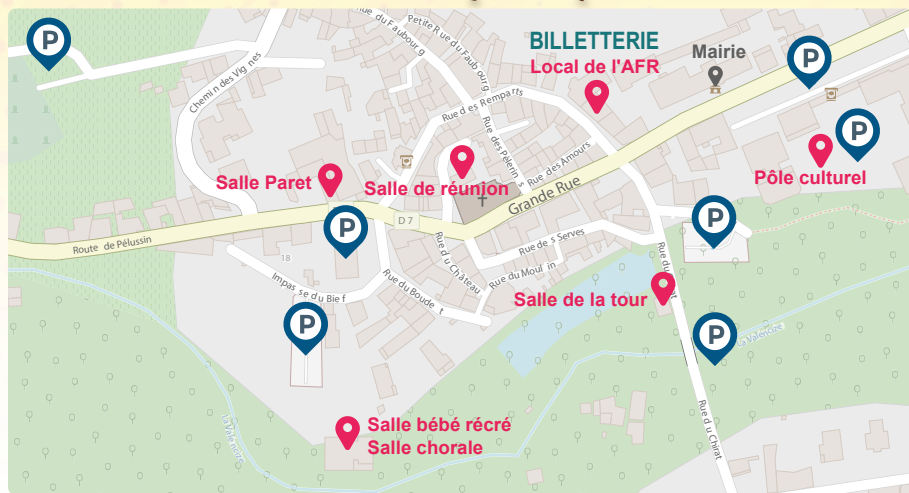 P
Rue du Faubourg
Petite Rue du Faubourg
BILLETTERIE
Local de l'AFR
Mairie
P
Chemin des Vignes
Rue des Remparts
Rue des Pèlerins
Rue des Amours
P
Salle Paret
Salle de réunion
Pôle culturel
Grande Rue
D 7
P
P
Route de Pélussin
Rue des Serves
18
Rue du Château
Rue du Moulin
Impasse du Bief
Rue du Boudet
Salle de la tour
P
P
La Valencize
La Valencize
Rue du Chirat
Salle bébé récré
Salle chorale